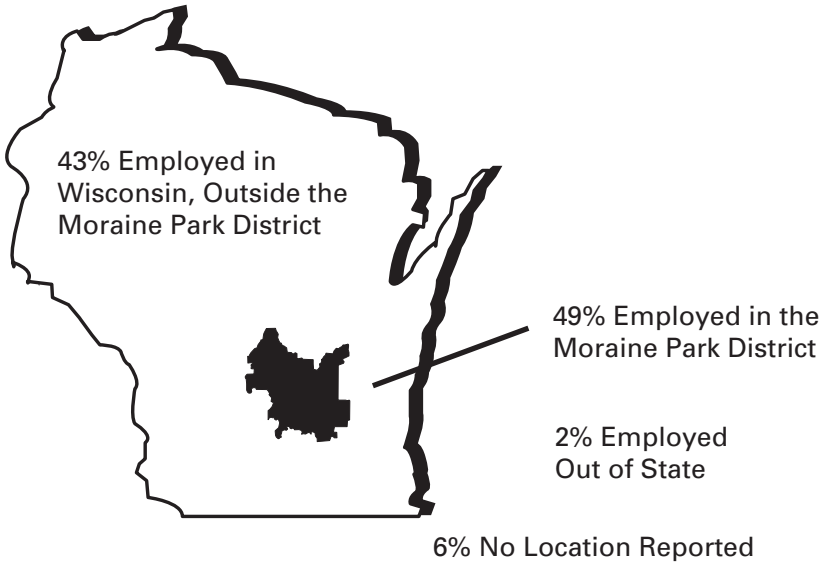 43% Employed in
Wisconsin, Outside the
Moraine Park District
49% Employed in the
Moraine Park District
2% Employed
Out of State
6% No Location Reported